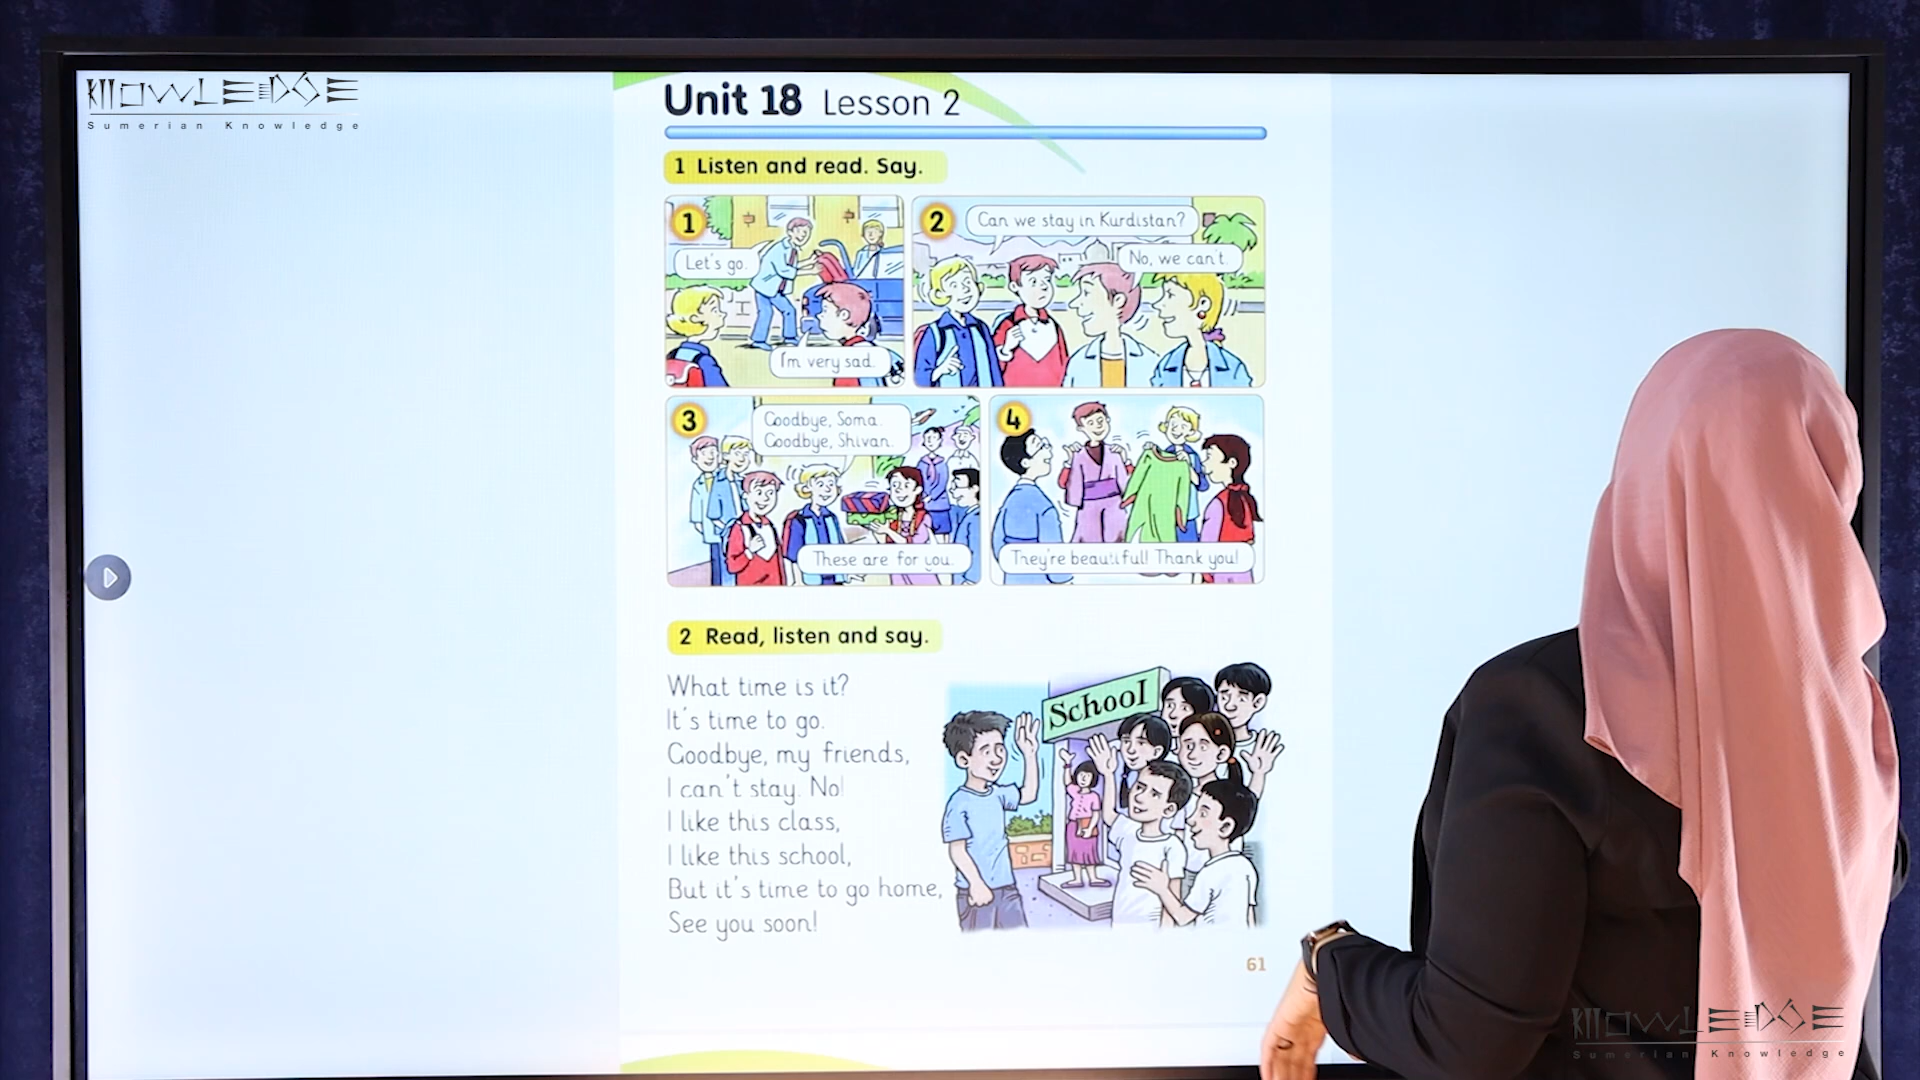 KNOWLEDGE
Sumerian Knowledge
Unit 18 Lesson 2
1 Listen and read. Say.
1
Let's go.
I'm very sad.
2
Can we stay in Kurdistan?
No, we can't.
3
Goodbye, Soma.
Goodbye, Shivan.
These are for you.
4
They're beautiful! Thank you!
2 Read, listen and say.
What time is it?
It's time to go.
Goodbye, my friends,
I can't stay. No!
I like this class,
I like this school,
But it's time to go home,
See you soon!
School
61
KNOWLEDGE
Sumerian Knowledge